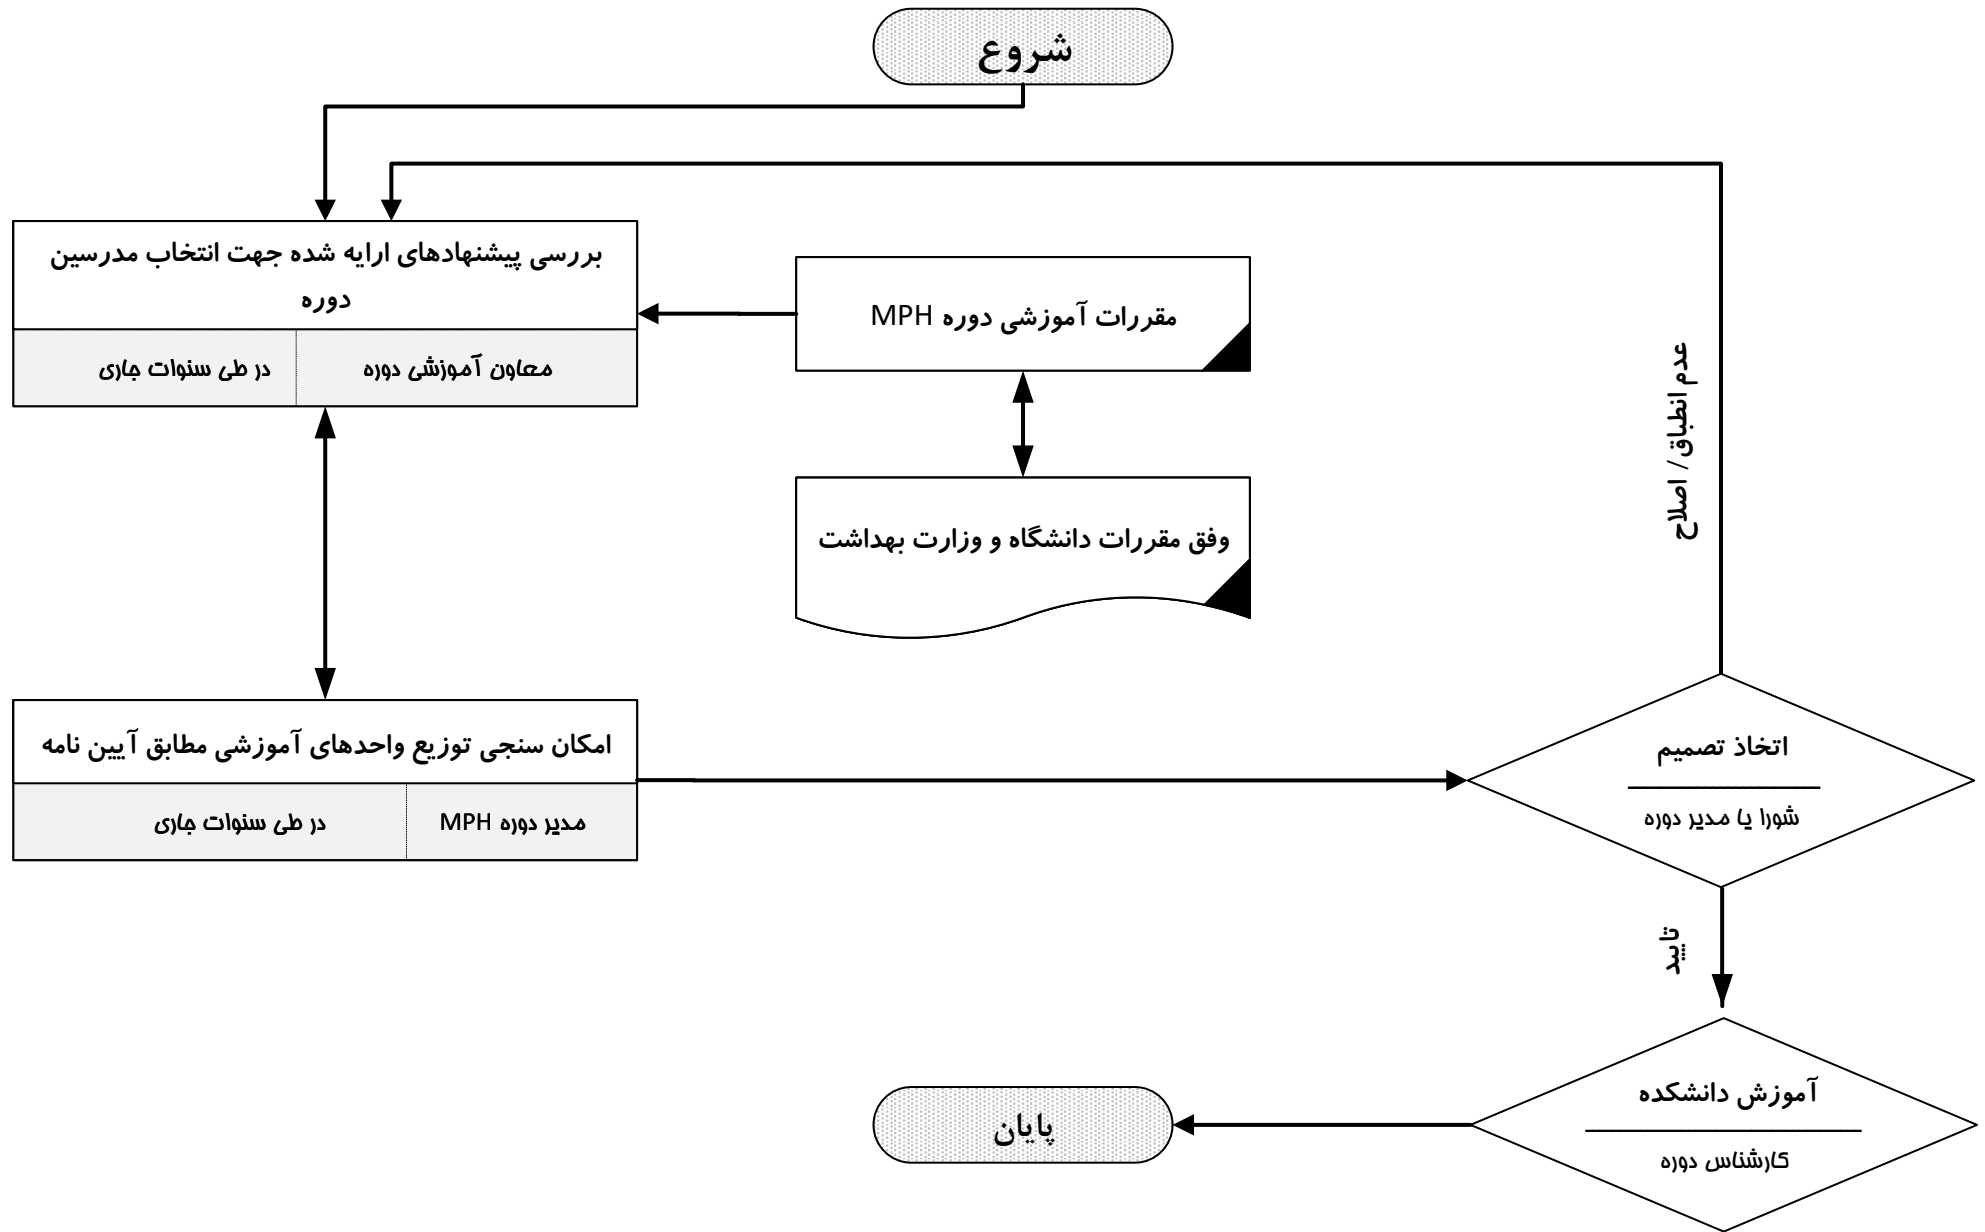 شروع
بررسی پیشنهادهای ارایه شده جهت انتخاب مدرسین
دوره
معاون آموزشی دوره
در طی سنوات جاری
مقررات آموزشی دوره MPH
وفق مقررات دانشگاه و وزارت بهداشت
عدم انطباق/ اصلاح
امکان سنجی توزیع واحدهای آموزشی مطابق آیین نامه
مدیر دوره MPH
در طی سنوات جاری
اتخاذ تصمیم
شورا یا مدیر دوره
تایید
آموزش دانشکده
کارشناس دوره
پایان